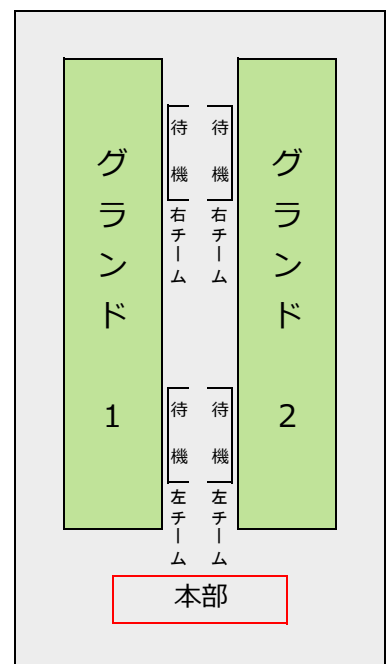 グランド 1
待機
右チーム
待機
右チーム
グランド 2
待機
左チーム
待機
左チーム
本部